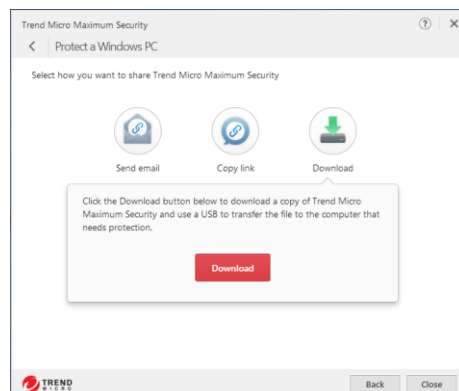 Trend Micro Maximum Security
?
Protect a Windows PC
Select how you want to share Trend Micro Maximum Security
Send email
Copy link
Download
Click the Download button below to download a copy of Trend Micro
Maximum Security and use a USB to transfer the file to the computer that
needs protection.
Download
TREND
MICRO
Back
Close